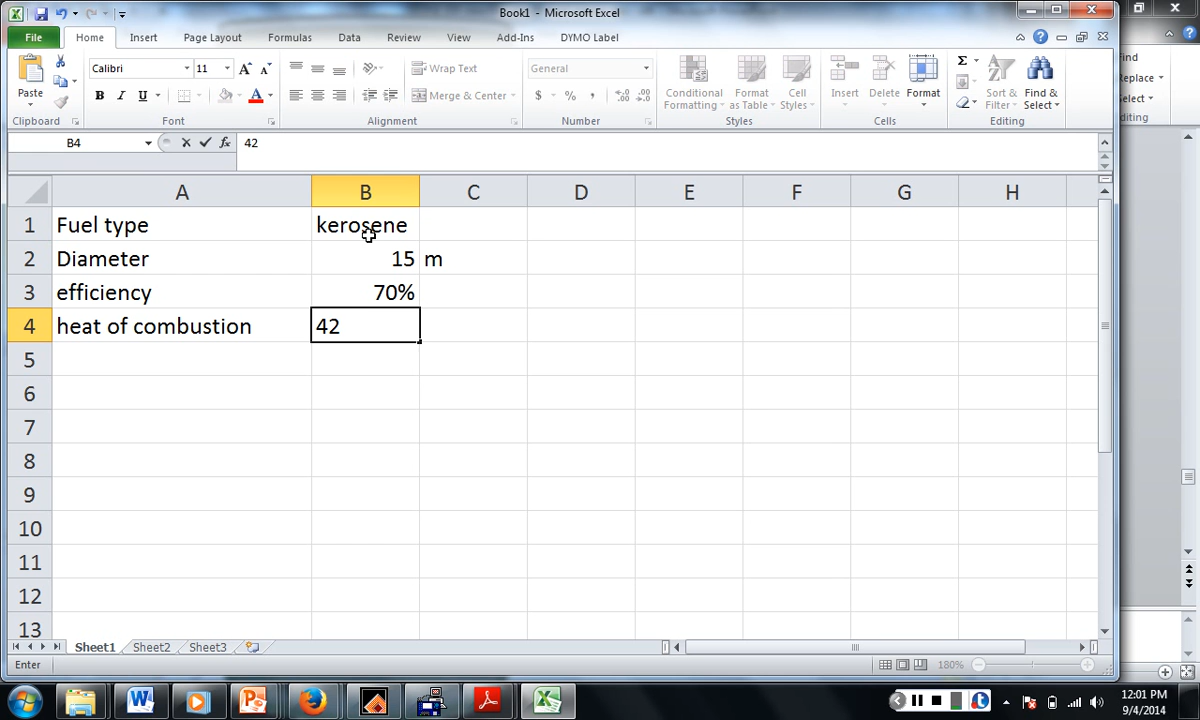 Book1 - Microsoft Excel
File Home Insert Page Layout Formulas Data Review View Add-Ins DYMO Label
Paste
Calibri 11
B I U A
Wrap Text
Merge & Center
General
$ % ,
Conditional Formatting
Format as Table
Cell Styles
Insert Delete Format
Σ
Sort & Filter
Find & Select
Find
Replace
Clipboard Font Alignment Number Styles Cells Editing
B4 fx 42
A B C D E F G H
1 Fuel type kerosene
2 Diameter 15 m
3 efficiency 70%
4 heat of combustion 42
5
6
7
8
9
10
11
12
13
Sheet1 Sheet2 Sheet3
Enter 180%
12:01 PM
9/4/2014